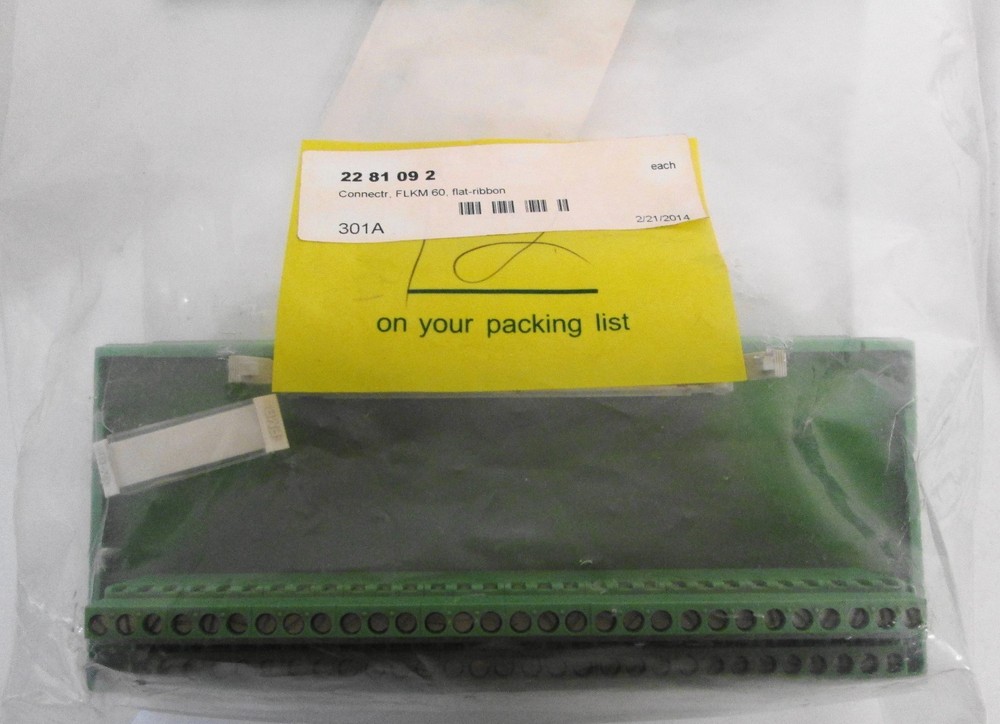 22 81 09 2
each
Connectr, FLKM 60, flat-ribbon
301A
2/21/2014
on your packing list